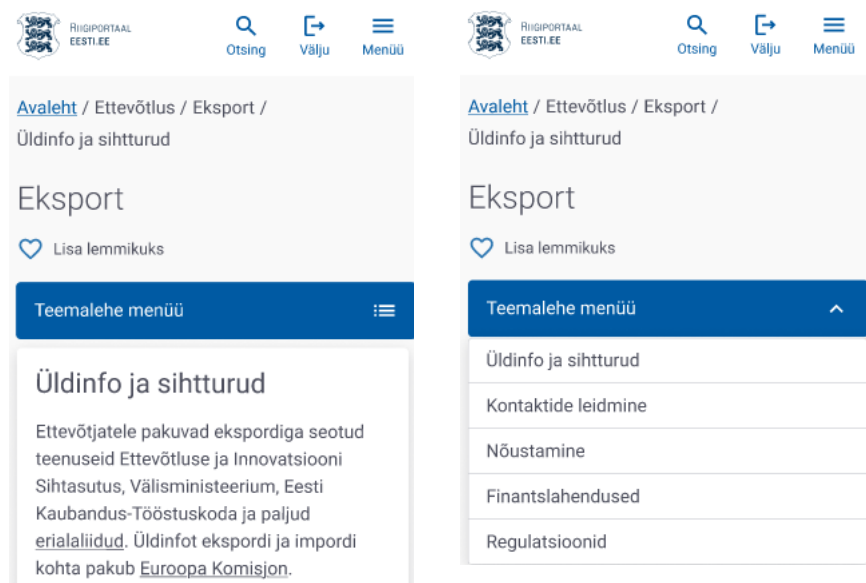 RIIGIPORTAAL
EESTI.EE
Otsing
Välju
Menüü
Avaleht / Ettevõtlus / Eksport /
Üldinfo ja sihtturud
Eksport
Lisa lemmikuks
Teemalehe menüü
Üldinfo ja sihtturud
Ettevõtjatele pakuvad ekspordiga seotud
teenuseid Ettevõtluse ja Innovatsiooni
Sihtasutus, Välisministeerium, Eesti
Kaubandus-Tööstuskoda ja paljud
erialaliidud. Üldinfot ekspordi ja impordi
kohta pakub Euroopa Komisjon.
RIIGIPORTAAL
EESTI.EE
Otsing
Välju
Menüü
Avaleht / Ettevõtlus / Eksport /
Üldinfo ja sihtturud
Eksport
Lisa lemmikuks
Teemalehe menüü
Üldinfo ja sihtturud
Kontaktide leidmine
Nõustamine
Finantslahendused
Regulatsioonid